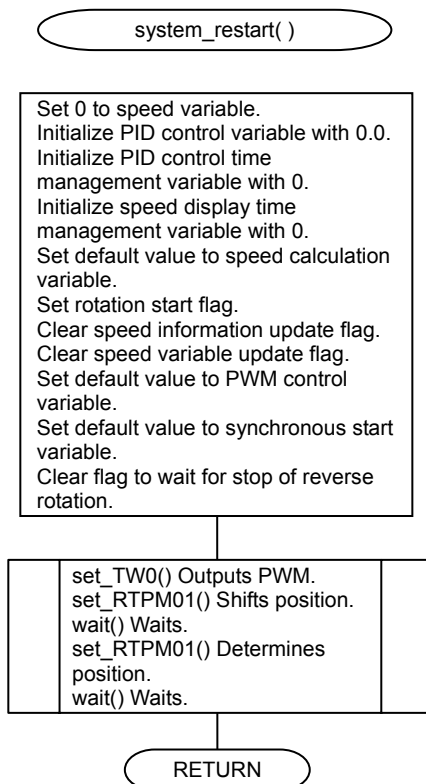 system_restart( )
Set 0 to speed variable.
Initialize PID control variable with 0.0.
Initialize PID control time
management variable with 0.
Initialize speed display time
management variable with 0.
Set default value to speed calculation
variable.
Set rotation start flag.
Clear speed information update flag.
Clear speed variable update flag.
Set default value to PWM control
variable.
Set default value to synchronous start
variable.
Clear flag to wait for stop of reverse
rotation.
set_TW0() Outputs PWM.
set_RTPM01() Shifts position.
wait() Waits.
set_RTPM01() Determines
position.
wait() Waits.
RETURN